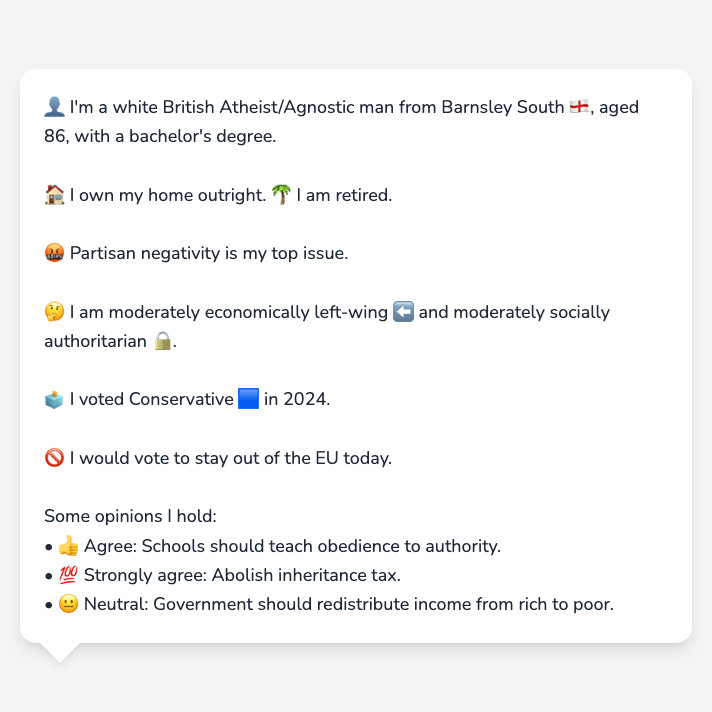 👤 I'm a white British Atheist/Agnostic man from Barnsley South 🏴󠁧󠁢󠁥󠁮󠁧󠁿, aged
86, with a bachelor's degree.
🏠 I own my home outright. 🌴 I am retired.
🤬 Partisan negativity is my top issue.
🤔 I am moderately economically left-wing ⬅️ and moderately socially
authoritarian 🔒.
🗳️ I voted Conservative 🟦 in 2024.
🚫 I would vote to stay out of the EU today.
Some opinions I hold:
• 👍 Agree: Schools should teach obedience to authority.
• 💯 Strongly agree: Abolish inheritance tax.
• 😐 Neutral: Government should redistribute income from rich to poor.